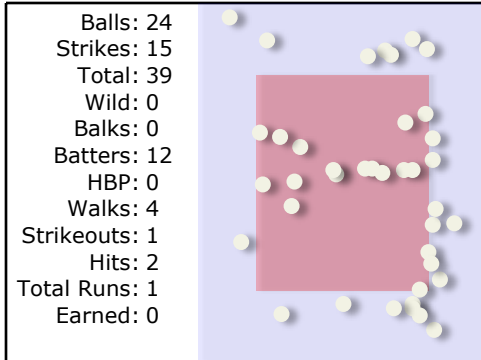 Balls: 24
Strikes: 15
Total: 39
Wild: 0
Balks: 0
Batters: 12
HBP: 0
Walks: 4
Strikeouts: 1
Hits: 2
Total Runs: 1
Earned: 0